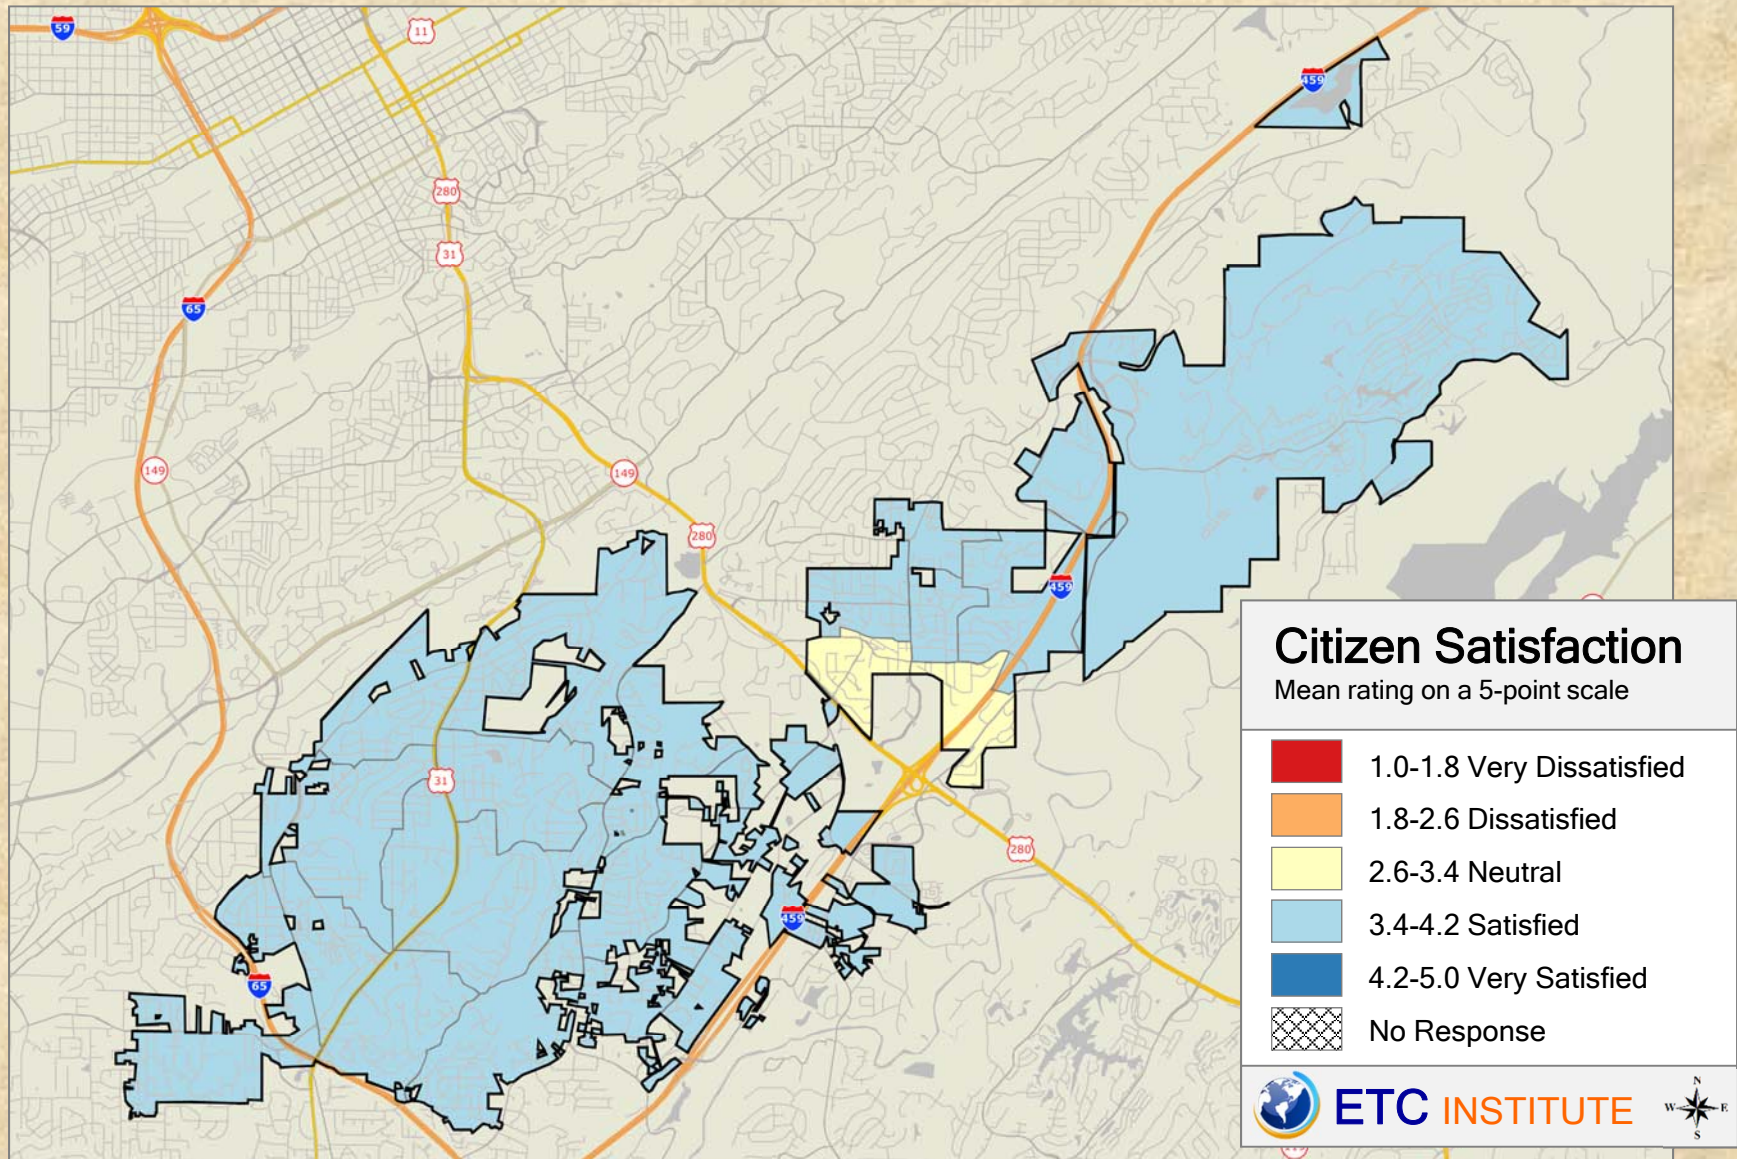 59
11
459
280
31
65
149
149
280
459
31
280
459
65
Citizen Satisfaction
Mean rating on a 5-point scale
1.0-1.8 Very Dissatisfied
1.8-2.6 Dissatisfied
2.6-3.4 Neutral
3.4-4.2 Satisfied
4.2-5.0 Very Satisfied
No Response
ETC INSTITUTE
N
W E
S